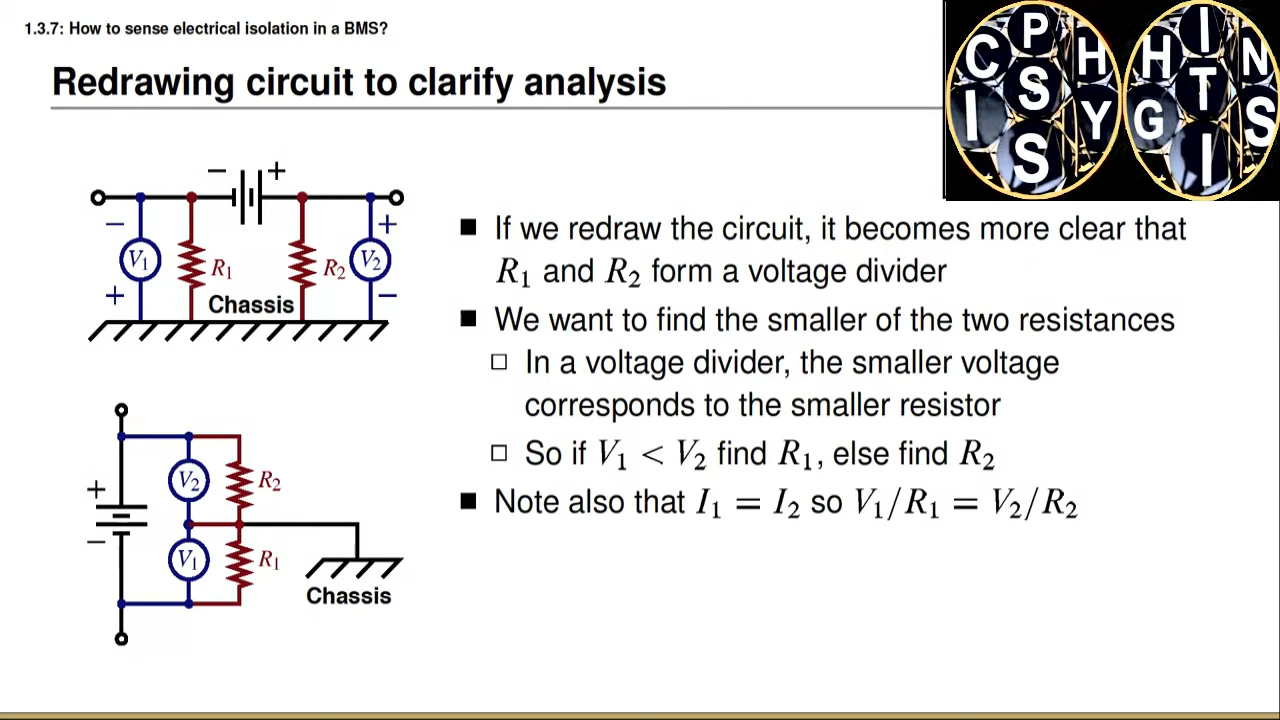 1.3.7: How to sense electrical isolation in a BMS?
Redrawing circuit to clarify analysis
C P H I S Y S
H I N T G S I
− +
− V₁ + R₁ R₂ + V₂ −
Chassis
■ If we redraw the circuit, it becomes more clear that
R₁ and R₂ form a voltage divider
■ We want to find the smaller of the two resistances
□ In a voltage divider, the smaller voltage
corresponds to the smaller resistor
□ So if V₁ < V₂ find R₁, else find R₂
■ Note also that I₁ = I₂ so V₁/R₁ = V₂/R₂
+ V₂ R₂
− V₁ R₁
Chassis